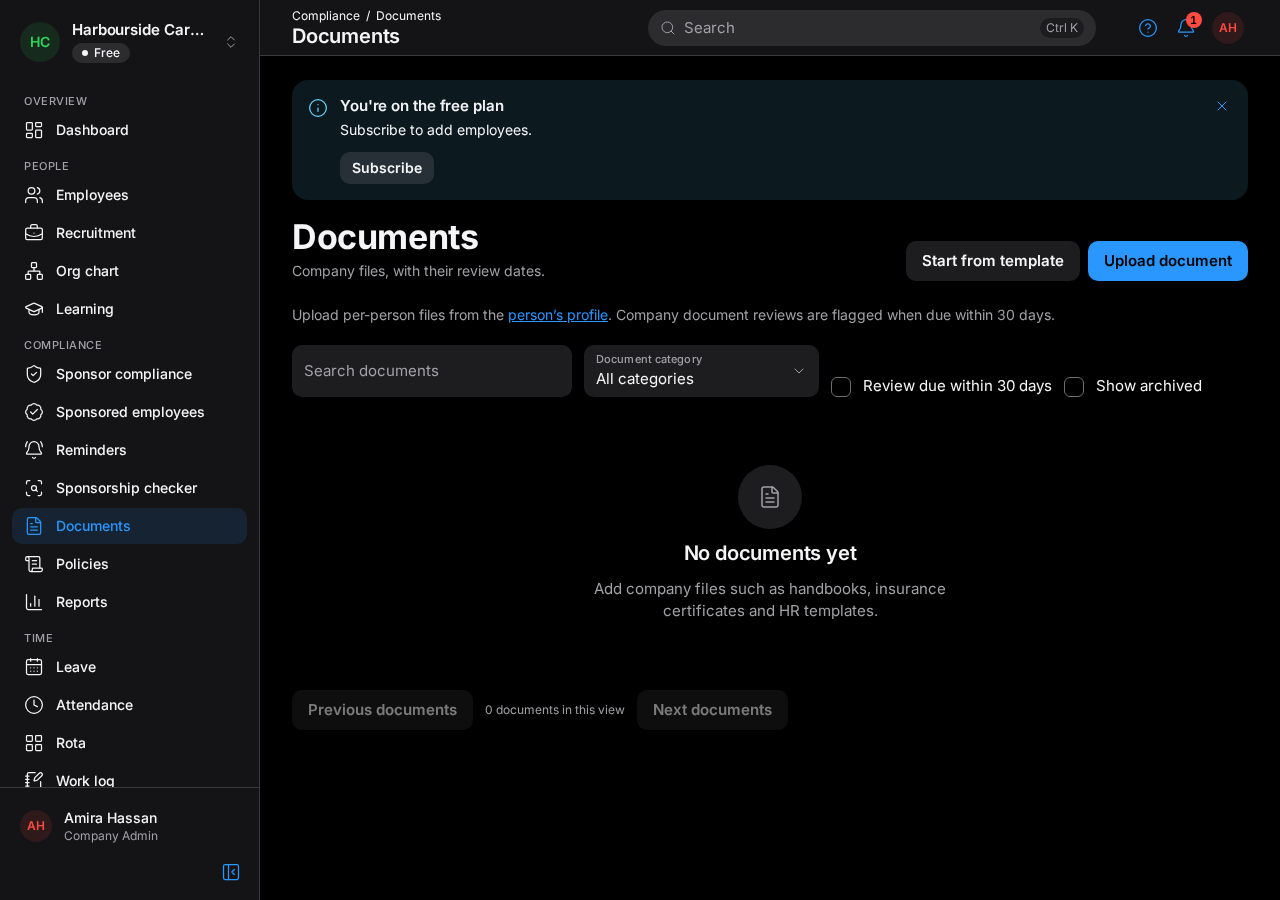 HC
Harbourside Car...
Free
OVERVIEW
Dashboard
PEOPLE
Employees
Recruitment
Org chart
Learning
COMPLIANCE
Sponsor compliance
Sponsored employees
Reminders
Sponsorship checker
Documents
Policies
Reports
TIME
Leave
Attendance
Rota
Work log
AH
Amira Hassan
Company Admin
Compliance / Documents
Documents
Search
Ctrl K
1
AH
You're on the free plan
Subscribe to add employees.
Subscribe
Documents
Company files, with their review dates.
Start from template
Upload document
Upload per-person files from the person’s profile. Company document reviews are flagged when due within 30 days.
Search documents
Document category
All categories
Review due within 30 days
Show archived
No documents yet
Add company files such as handbooks, insurance
certificates and HR templates.
Previous documents
0 documents in this view
Next documents